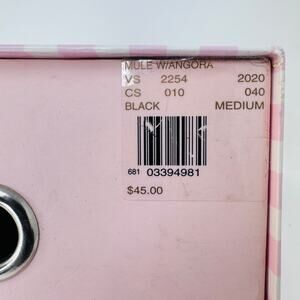 MULE W/ANGORA
VS 2254 2020
CS 010 040
BLACK MEDIUM
681 03394981
$45.00